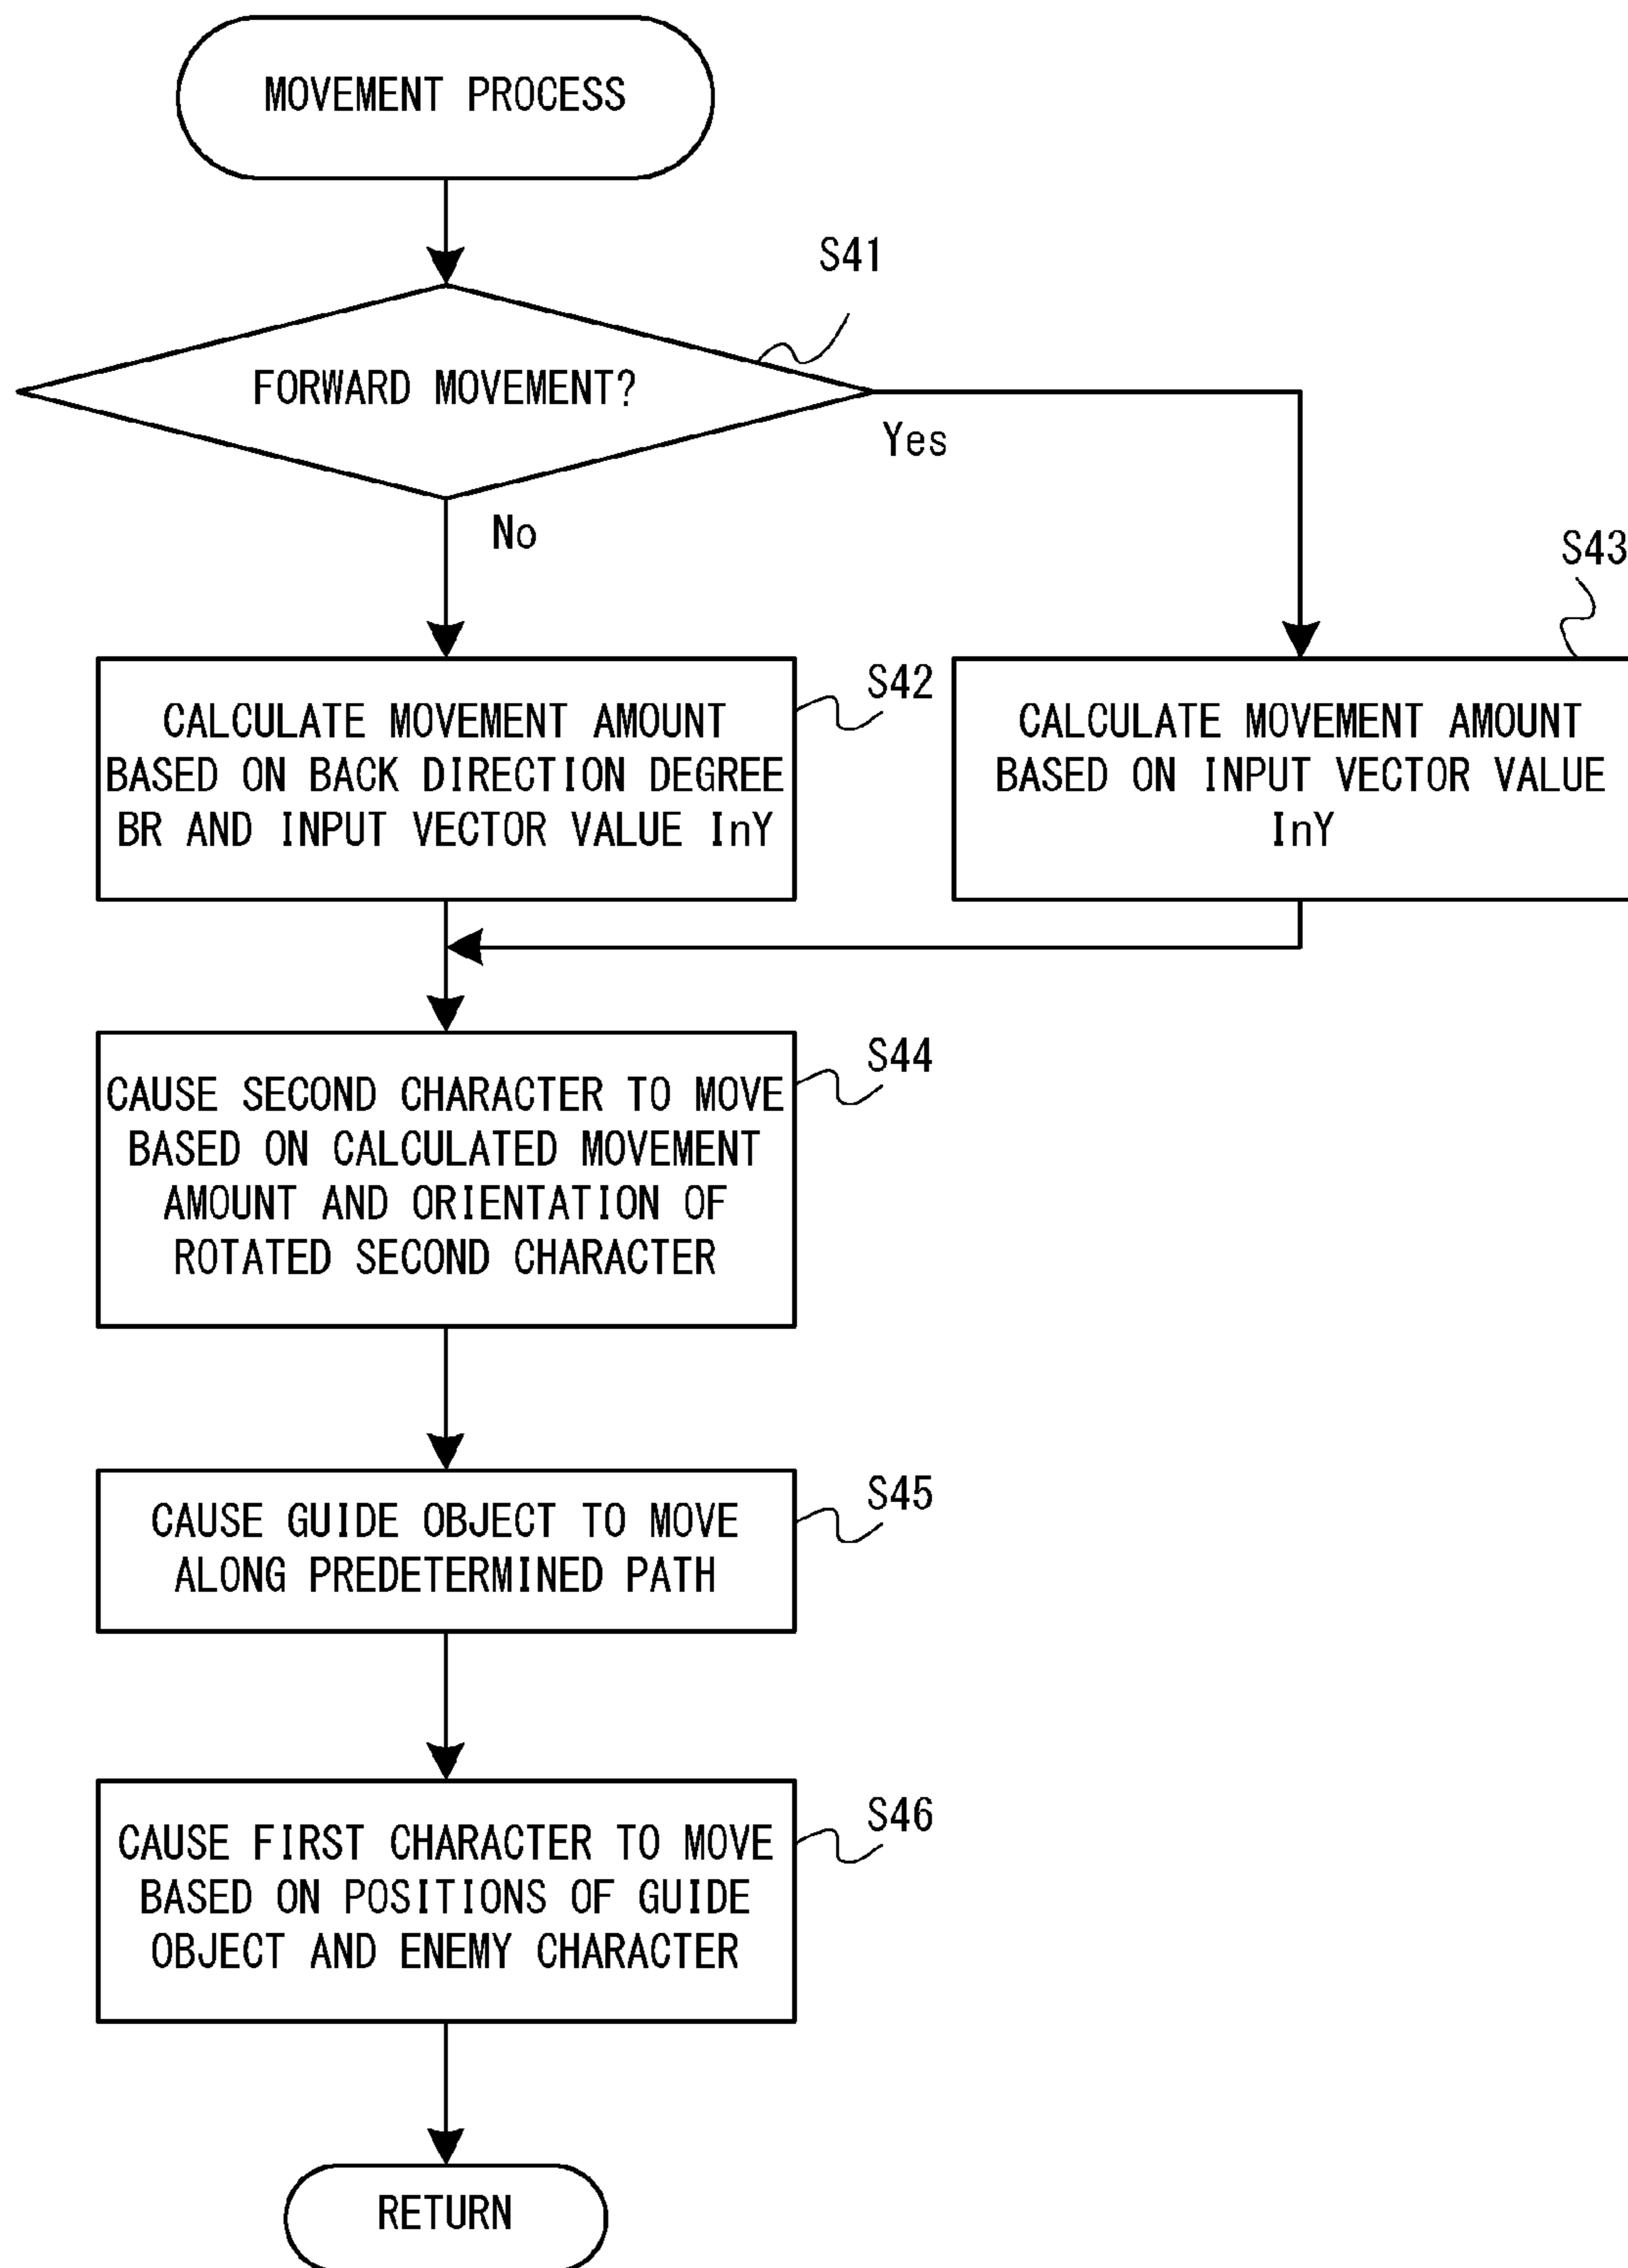 MOVEMENT PROCESS
S41
FORWARD MOVEMENT?
Yes
No
S43
S42
CALCULATE MOVEMENT AMOUNT
BASED ON BACK DIRECTION DEGREE
BR AND INPUT VECTOR VALUE InY
CALCULATE MOVEMENT AMOUNT
BASED ON INPUT VECTOR VALUE
InY
S44
CAUSE SECOND CHARACTER TO MOVE
BASED ON CALCULATED MOVEMENT
AMOUNT AND ORIENTATION OF
ROTATED SECOND CHARACTER
S45
CAUSE GUIDE OBJECT TO MOVE
ALONG PREDETERMINED PATH
S46
CAUSE FIRST CHARACTER TO MOVE
BASED ON POSITIONS OF GUIDE
OBJECT AND ENEMY CHARACTER
RETURN